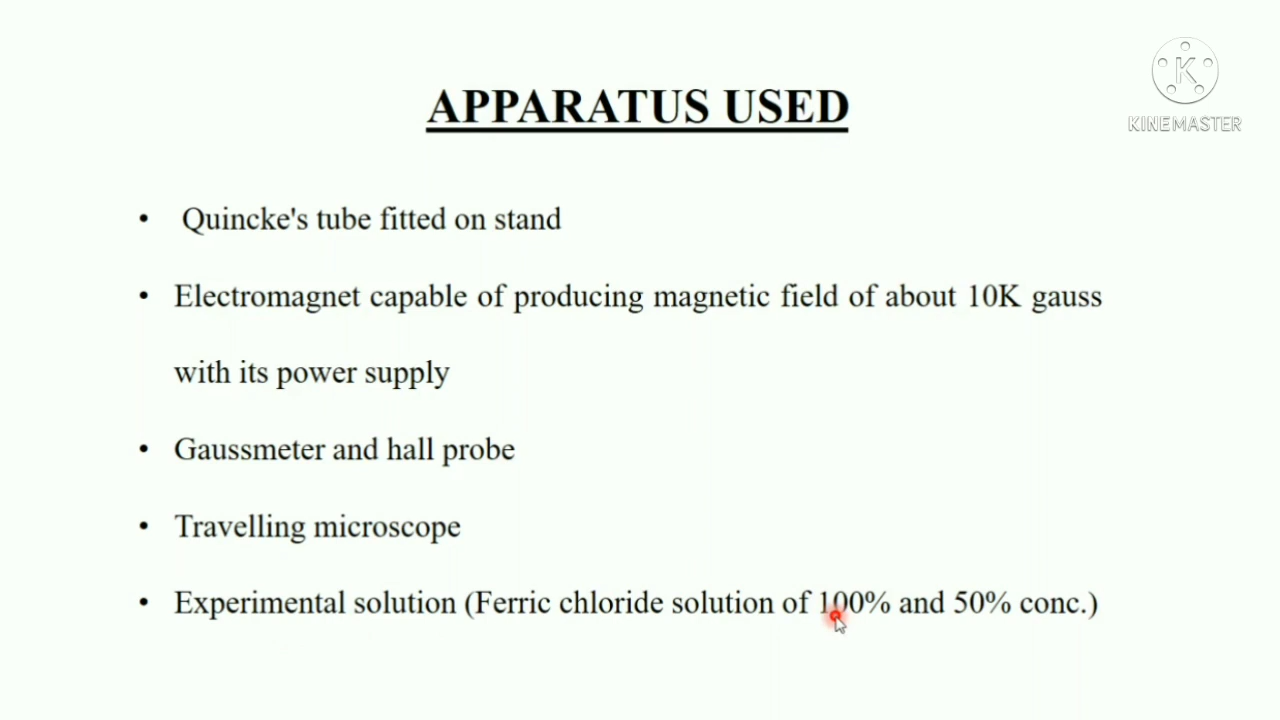 K
KINEMASTER
APPARATUS USED
• Quincke's tube fitted on stand
• Electromagnet capable of producing magnetic field of about 10K gauss
with its power supply
• Gaussmeter and hall probe
• Travelling microscope
• Experimental solution (Ferric chloride solution of 100% and 50% conc.)